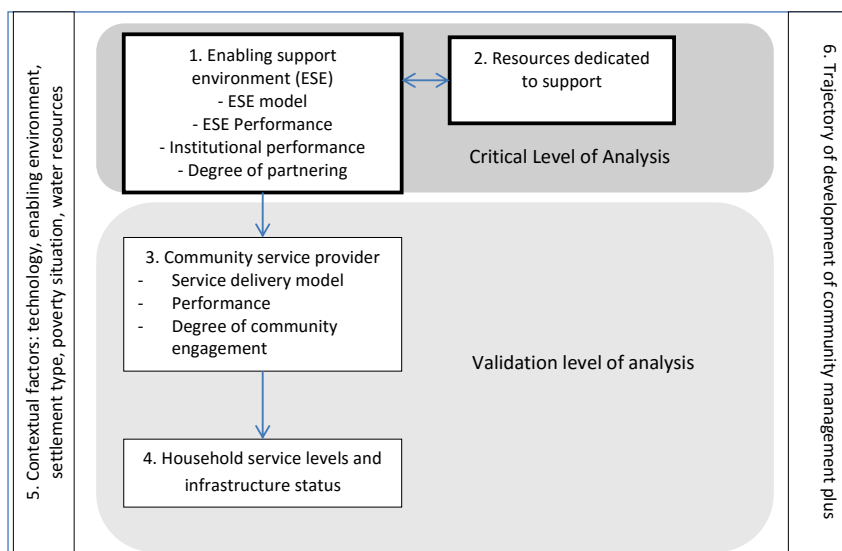 5. Contextual factors: technology, enabling environment,
settlement type, poverty situation, water resources
1. Enabling support
environment (ESE)
- ESE model
- ESE Performance
- Institutional performance
- Degree of partnering
2. Resources dedicated
to support
Critical Level of Analysis
3. Community service provider
- Service delivery model
- Performance
- Degree of community
engagement
Validation level of analysis
4. Household service levels and
infrastructure status
6. Trajectory of development of community management plus